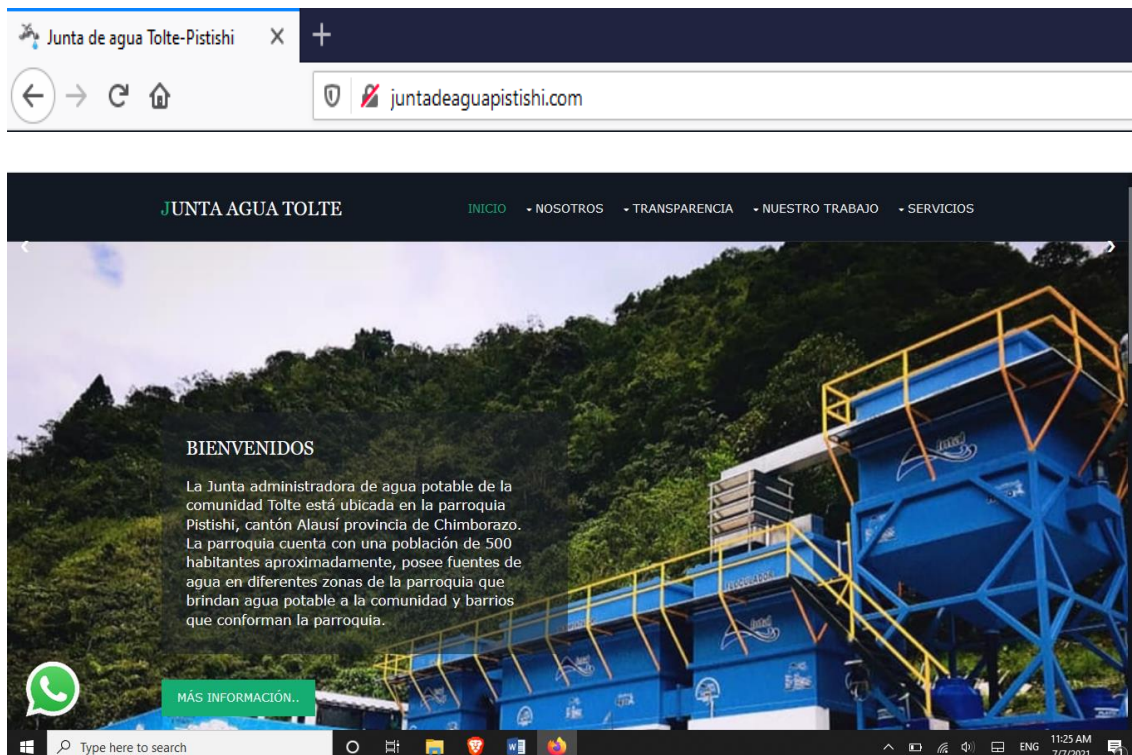 Junta de agua Tolte-Pistishi
juntadeaguapistishi.com
JUNTA AGUA TOLTE
INICIO NOSOTROS TRANSPARENCIA NUESTRO TRABAJO SERVICIOS
BIENVENIDOS
La Junta administradora de agua potable de la
comunidad Tolte está ubicada en la parroquia
Pistishi, cantón Alausí provincia de Chimborazo.
La parroquia cuenta con una población de 500
habitantes aproximadamente, posee fuentes de
agua en diferentes zonas de la parroquia que
brindan agua potable a la comunidad y barrios
que conforman la parroquia.
MÁS INFORMACIÓN..
Type here to search
ENG
11:25 AM
7/7/2021